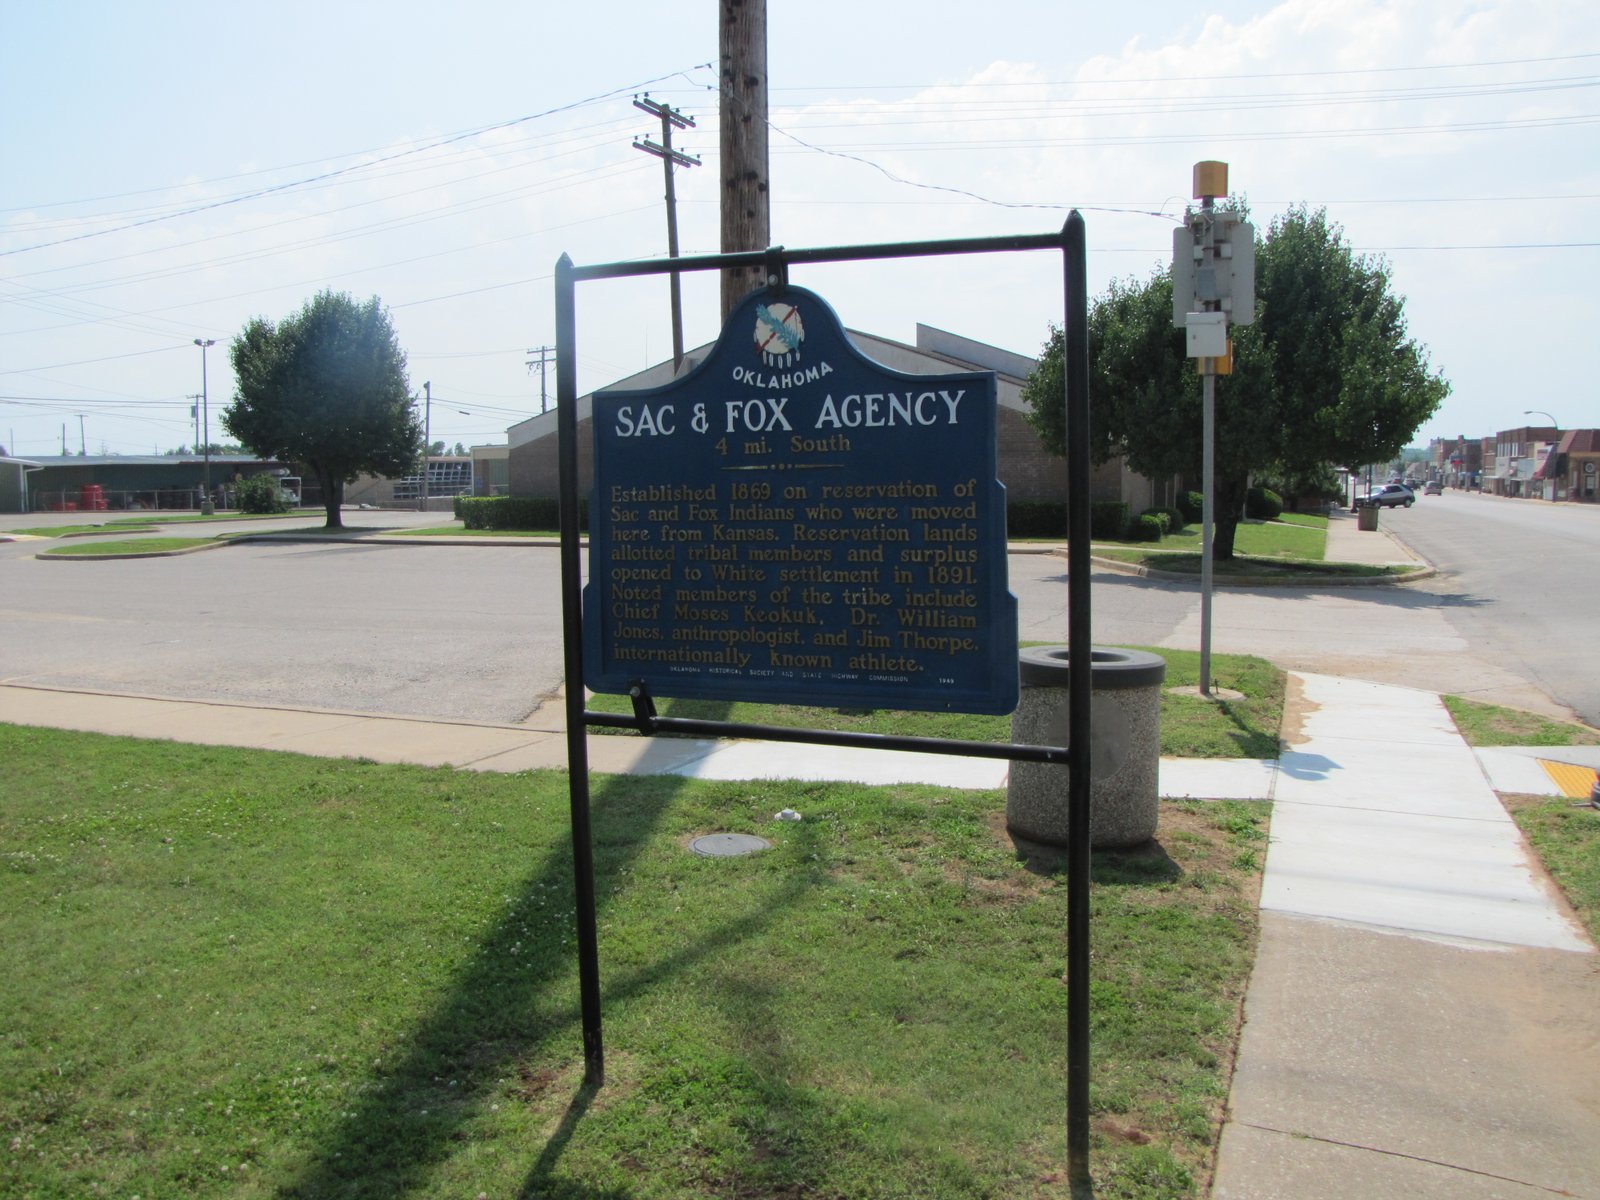 OKLAHOMA
SAC & FOX AGENCY
4 mi. South
Established 1869 on reservation of
Sac and Fox Indians who were moved
here from Kansas. Reservation lands
allotted tribal members and surplus
opened to White settlement in 1891.
Noted members of the tribe include
Chief Moses Keokuk, Dr. William
Jones, anthropologist, and Jim Thorpe,
internationally known athlete.
OKLAHOMA HISTORICAL SOCIETY AND STATE HIGHWAY COMMISSION 1949